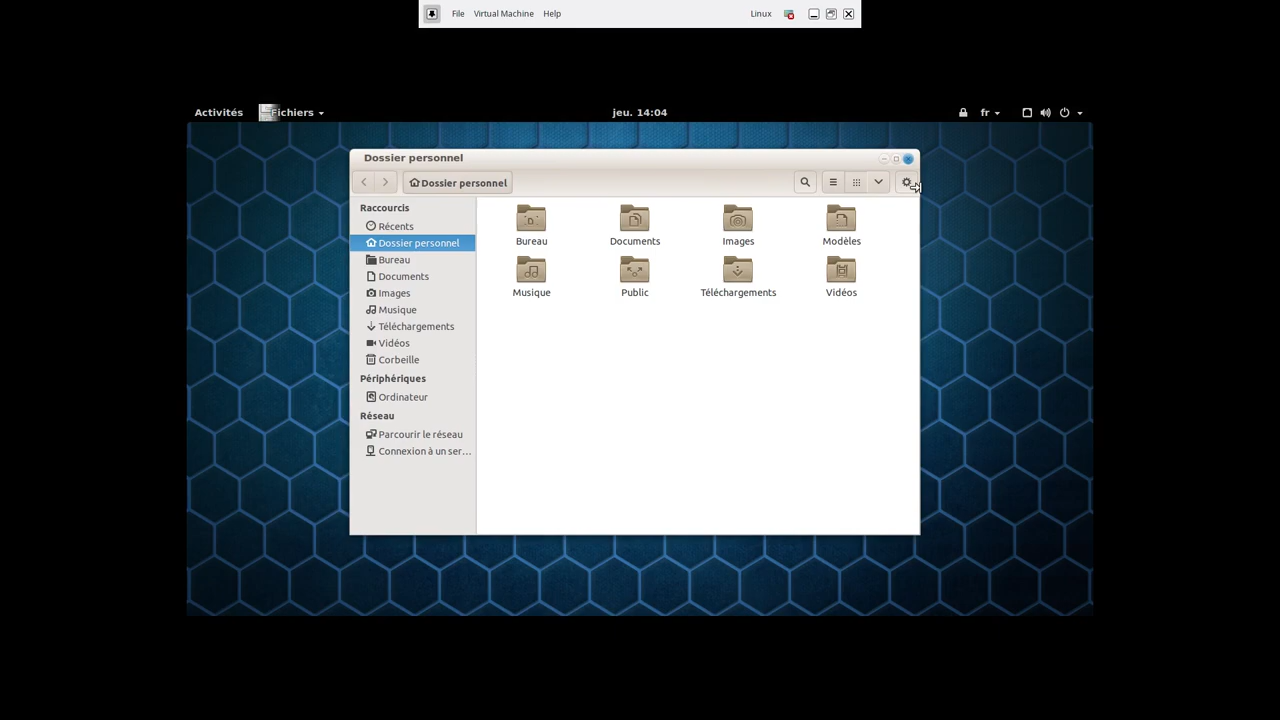 File Virtual Machine Help Linux
Activités Fichiers jeu. 14:04 fr
Dossier personnel
Dossier personnel
Raccourcis
Récents
Dossier personnel
Bureau
Documents
Images
Musique
Téléchargements
Vidéos
Corbeille
Périphériques
Ordinateur
Réseau
Parcourir le réseau
Connexion à un ser…
Bureau Documents Images Modèles
Musique Public Téléchargements Vidéos